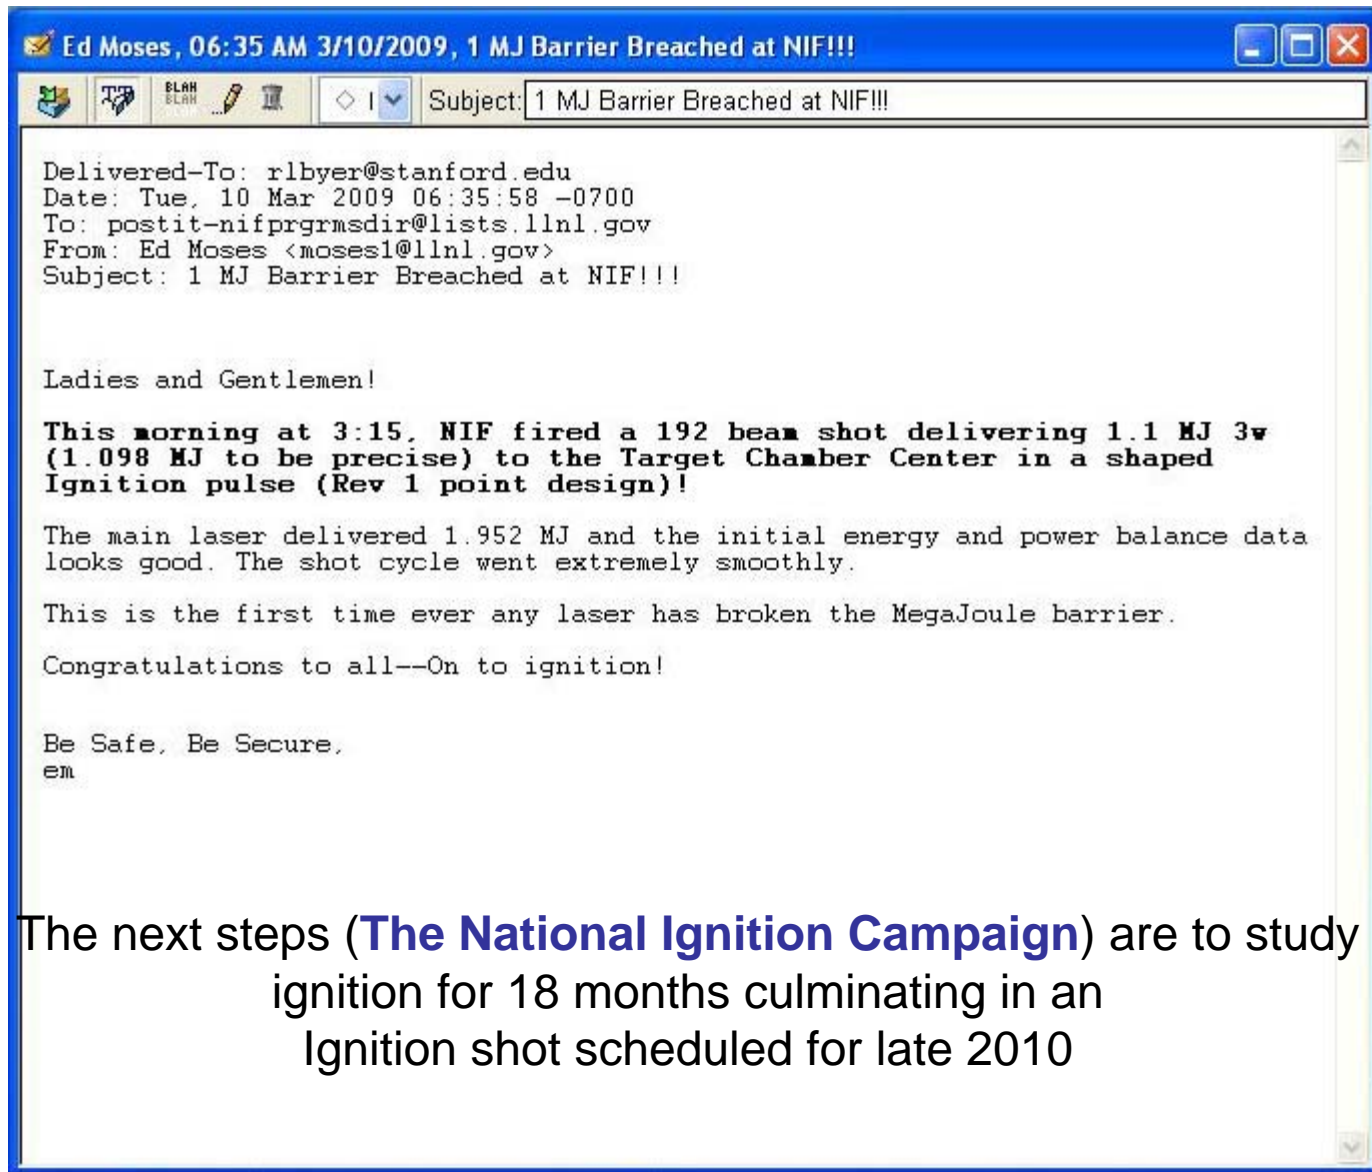 Ed Moses, 06:35 AM 3/10/2009, 1 MJ Barrier Breached at NIF!!!
BLAH
BLAH
Subject: 1 MJ Barrier Breached at NIF!!!
Delivered-To: rlbyer@stanford.edu
Date: Tue, 10 Mar 2009 06:35:58 -0700
To: postit-nifprgrmsdir@lists.llnl.gov
From: Ed Moses <moses1@llnl.gov>
Subject: 1 MJ Barrier Breached at NIF!!!
Ladies and Gentlemen!
This morning at 3:15, NIF fired a 192 beam shot delivering 1.1 MJ 3w
(1.098 MJ to be precise) to the Target Chamber Center in a shaped
Ignition pulse (Rev 1 point design)!
The main laser delivered 1.952 MJ and the initial energy and power balance data
looks good. The shot cycle went extremely smoothly.
This is the first time ever any laser has broken the MegaJoule barrier.
Congratulations to all--On to ignition!
Be Safe, Be Secure,
em
The next steps (The National Ignition Campaign) are to study
ignition for 18 months culminating in an
Ignition shot scheduled for late 2010